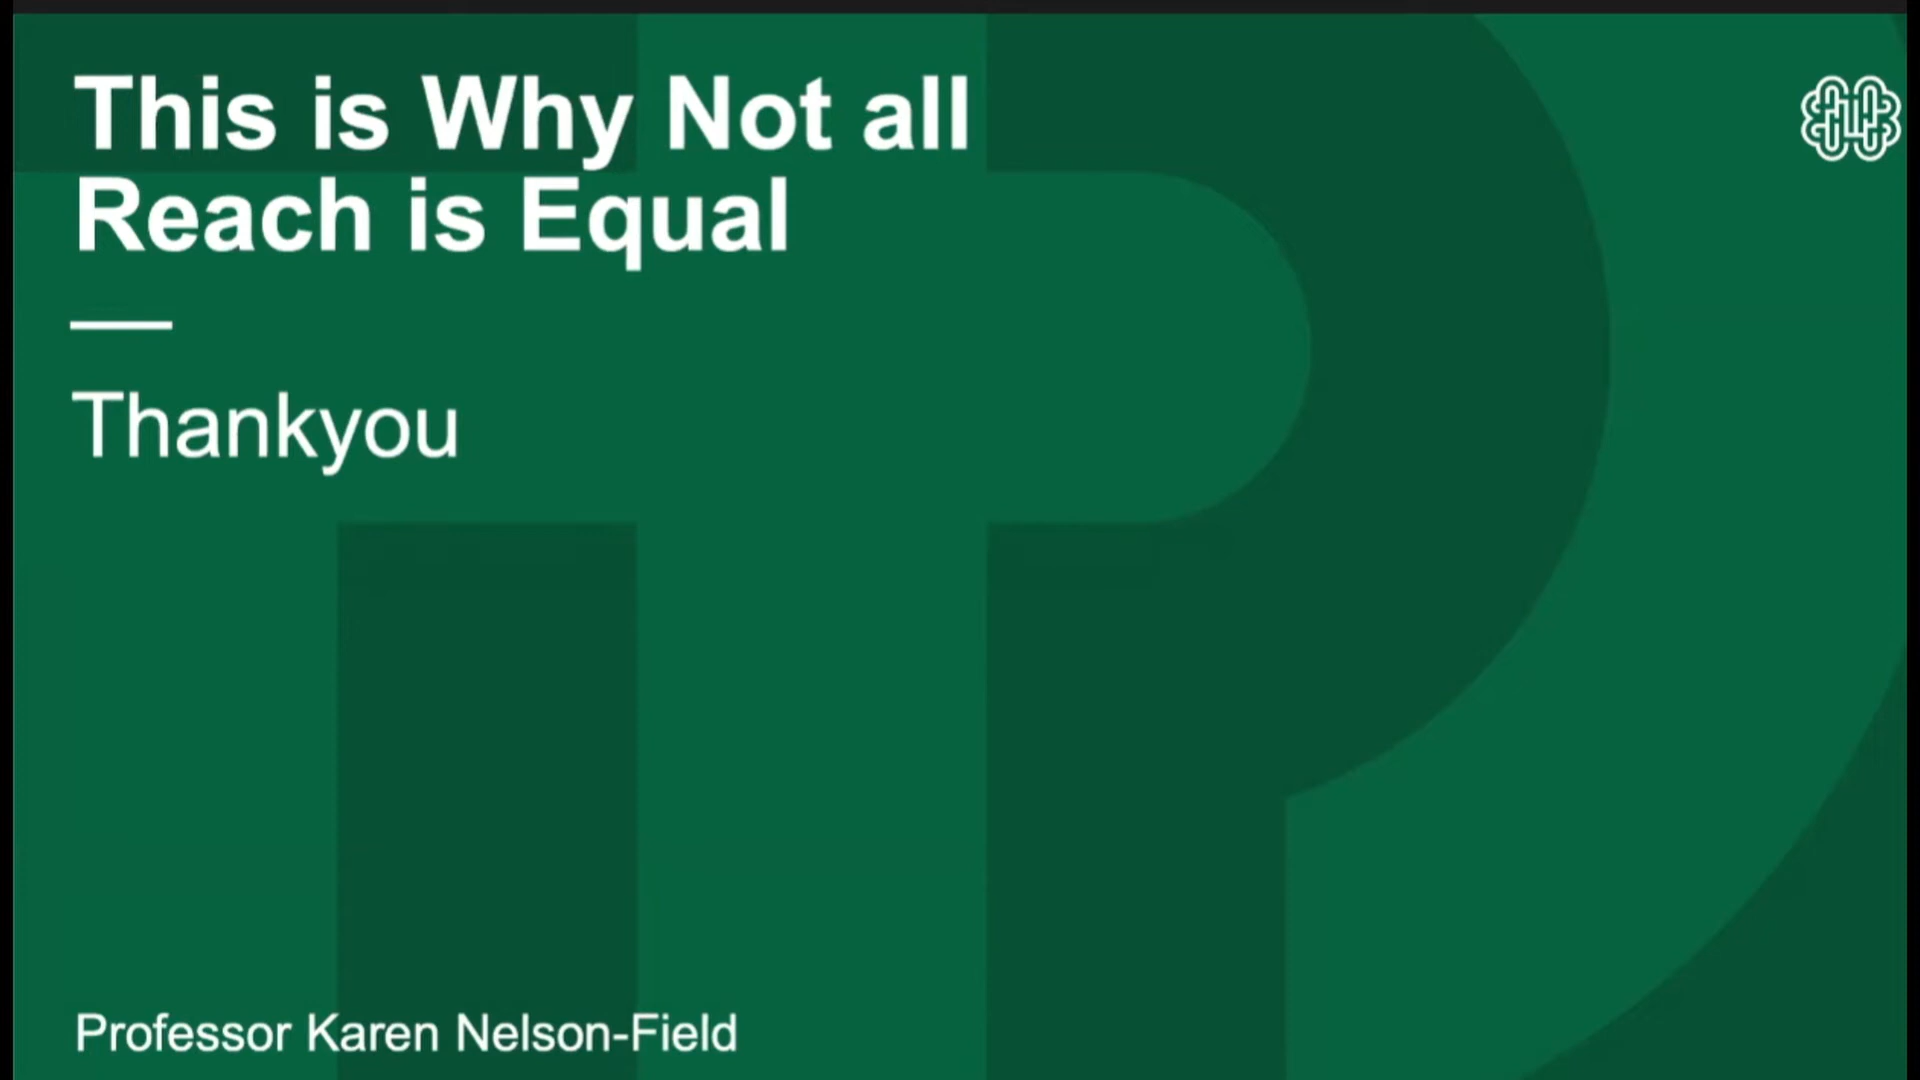 This is Why Not all
Reach is Equal
Thankyou
Professor Karen Nelson-Field